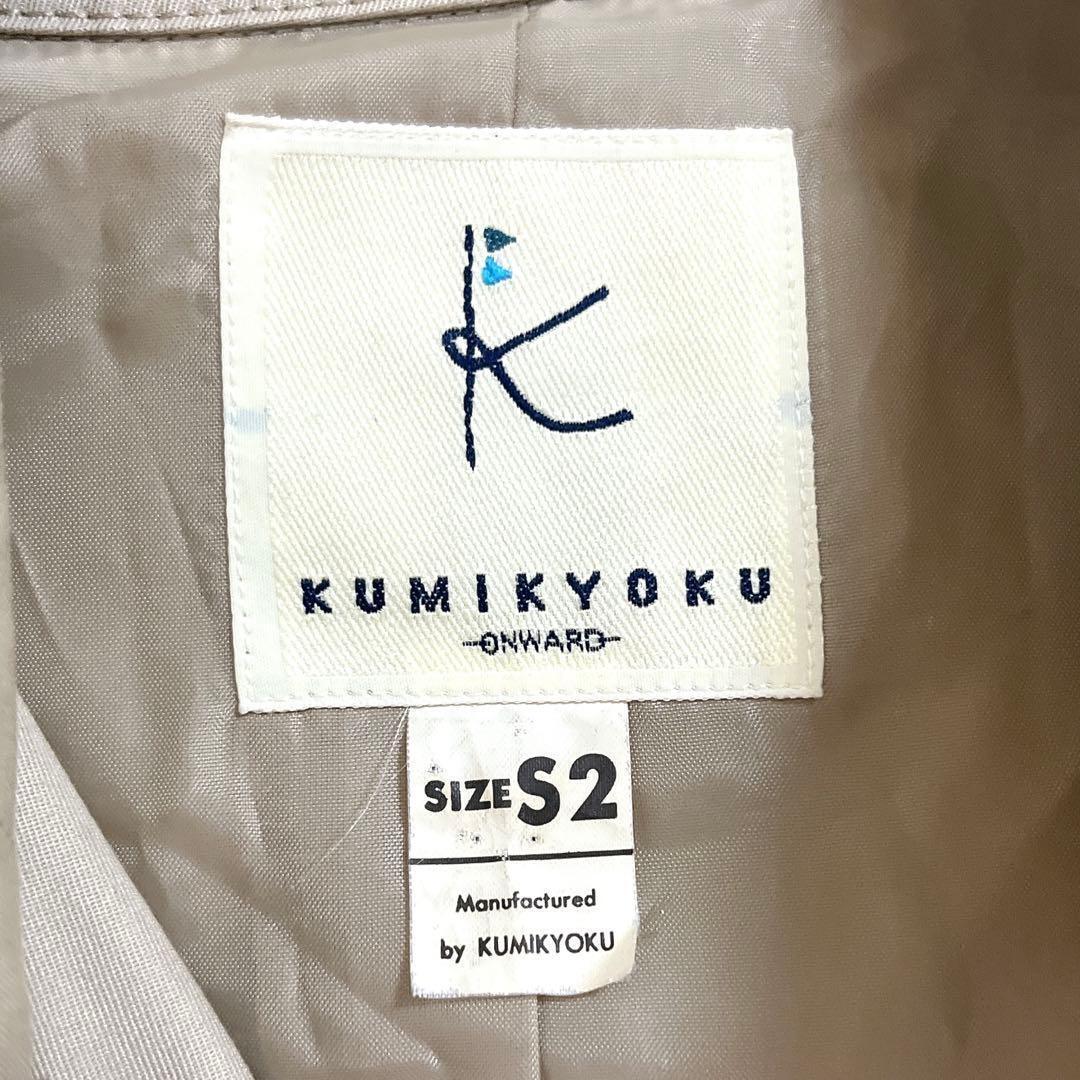 K
KUMIKYOKU
ONWARD
SIZE S2
Manufactured
by KUMIKYOKU